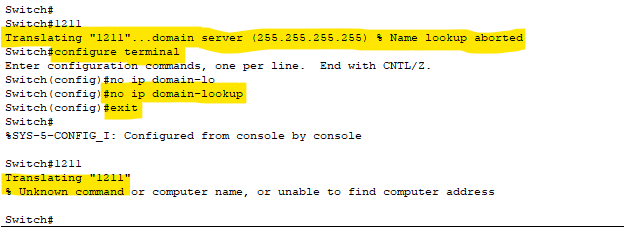 Switch#
Switch#1211
Translating "1211"...domain server (255.255.255.255) % Name lookup aborted
Switch#configure terminal
Enter configuration commands, one per line.  End with CNTL/Z.
Switch(config)#no ip domain-lo
Switch(config)#no ip domain-lookup
Switch(config)#exit
Switch#
%SYS-5-CONFIG_I: Configured from console by console
Switch#1211
Translating "1211"
% Unknown command or computer name, or unable to find computer address
Switch#